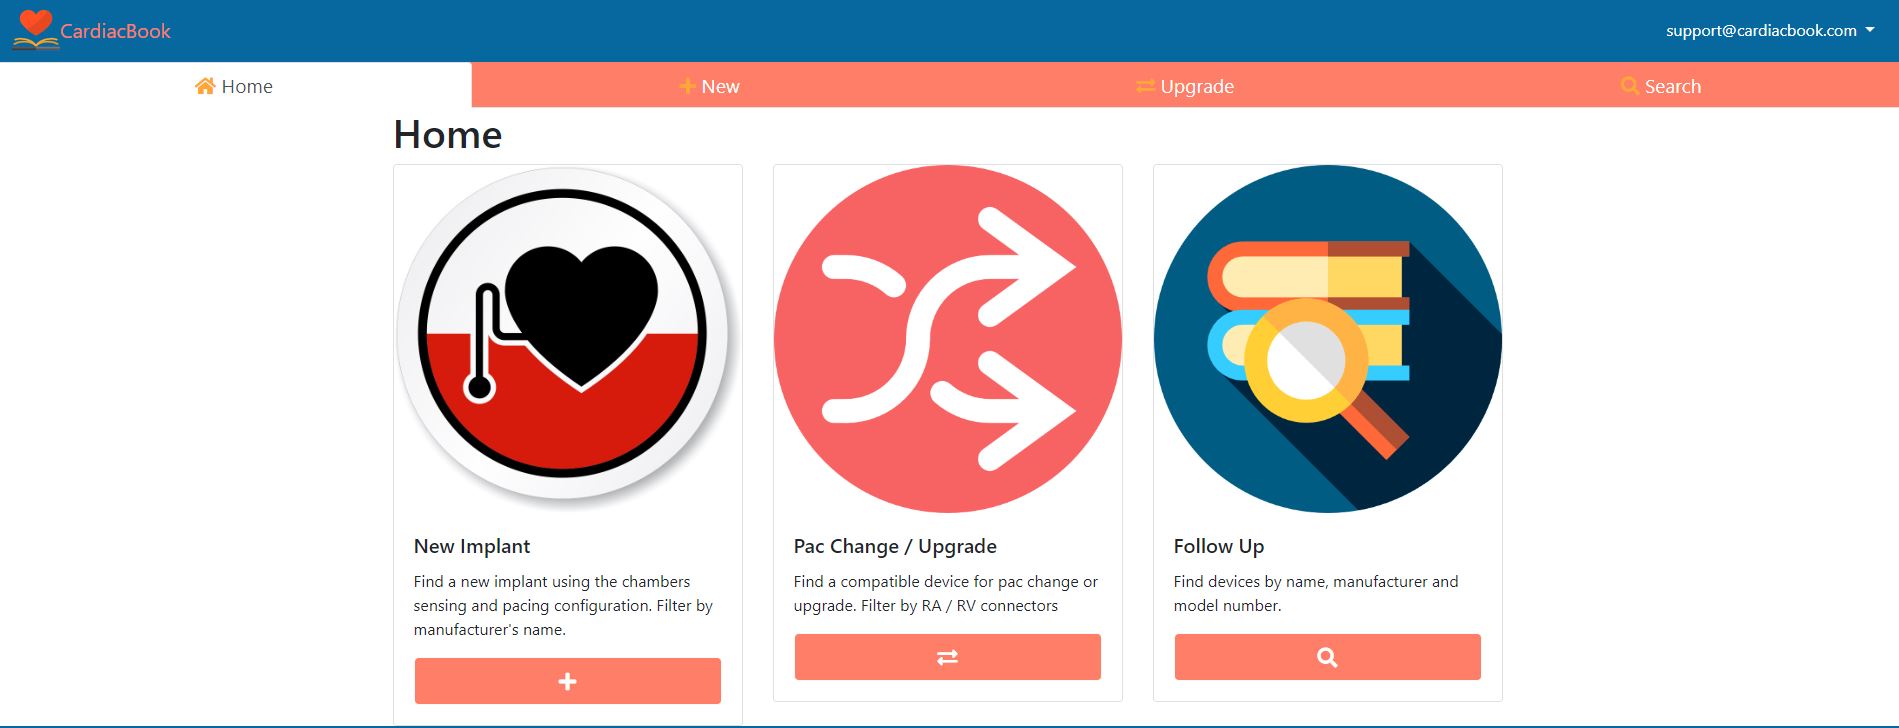 CardiacBook
support@cardiacbook.com
Home
New
Upgrade
Search
Home
New Implant
Find a new implant using the chambers
sensing and pacing configuration. Filter by
manufacturer's name.
Pac Change / Upgrade
Find a compatible device for pac change or
upgrade. Filter by RA / RV connectors
Follow Up
Find devices by name, manufacturer and
model number.